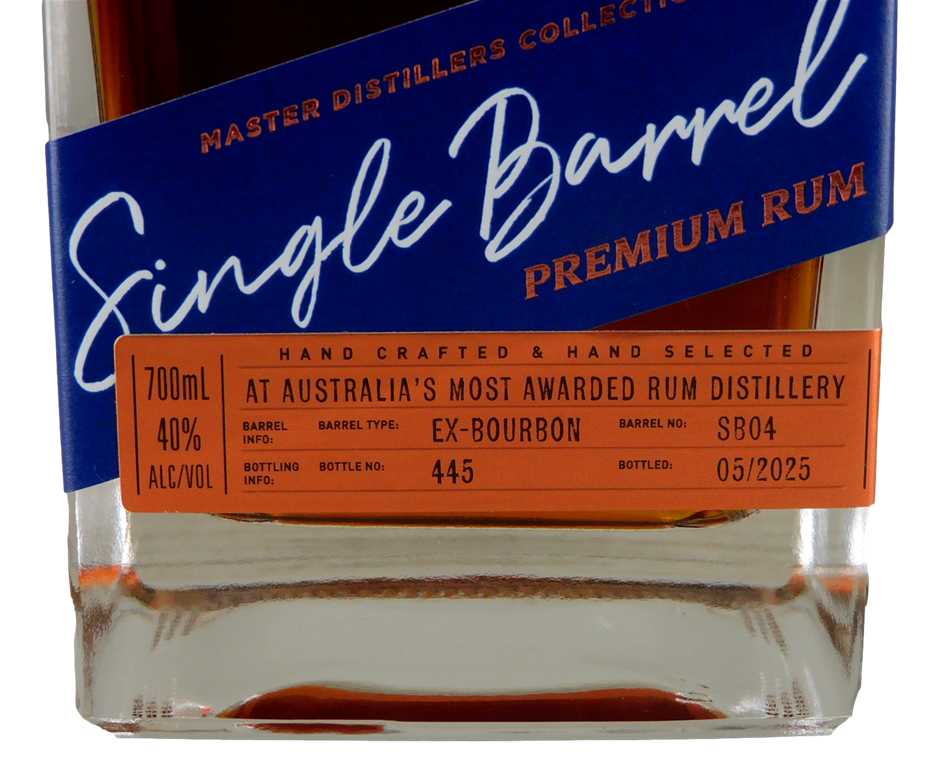 MASTER DISTILLERS COLLECTIO
Single Barrel
PREMIUM RUM
HAND CRAFTED & HAND SELECTED
700mL
40%
ALC/VOL
AT AUSTRALIA'S MOST AWARDED RUM DISTILLERY
BARREL INFO: BARREL TYPE: EX-BOURBON BARREL NO: SB04
BOTTLING INFO: BOTTLE NO: 445 BOTTLED: 05/2025